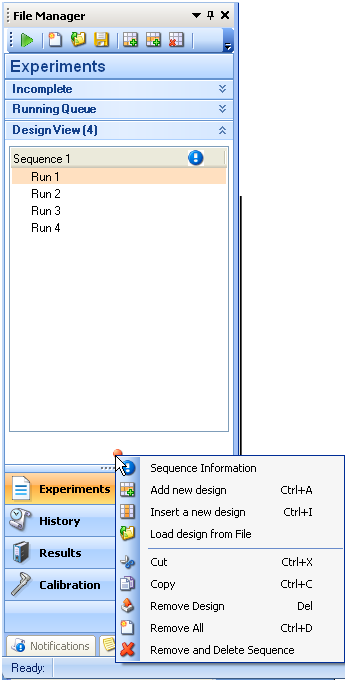 File Manager
Experiments
Incomplete
Running Queue
Design View (4)
Sequence 1
Run 1
Run 2
Run 3
Run 4
Sequence Information
Experiments
Add new design Ctrl+A
Insert a new design Ctrl+I
History
Load design from File
Results
Cut Ctrl+X
Copy Ctrl+C
Calibration
Remove Design Del
Remove All Ctrl+D
Notifications
Remove and Delete Sequence
Ready: